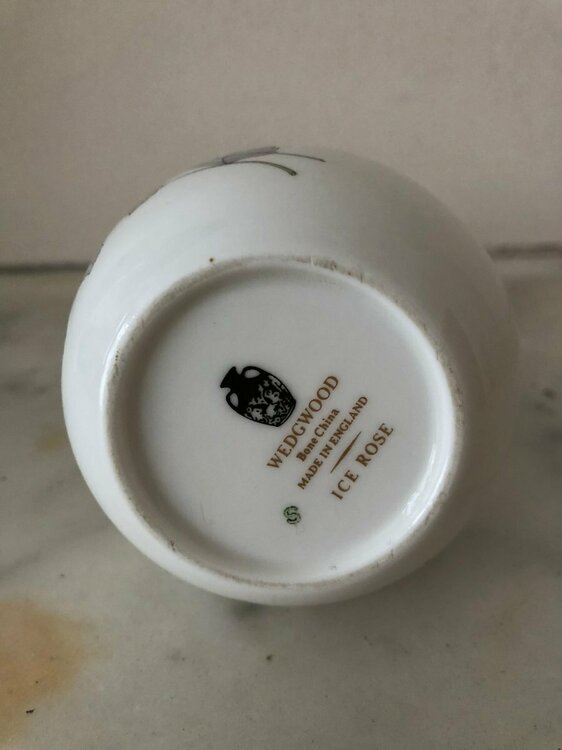 WEDGWOOD
Bone China
MADE IN ENGLAND
ICE ROSE
S